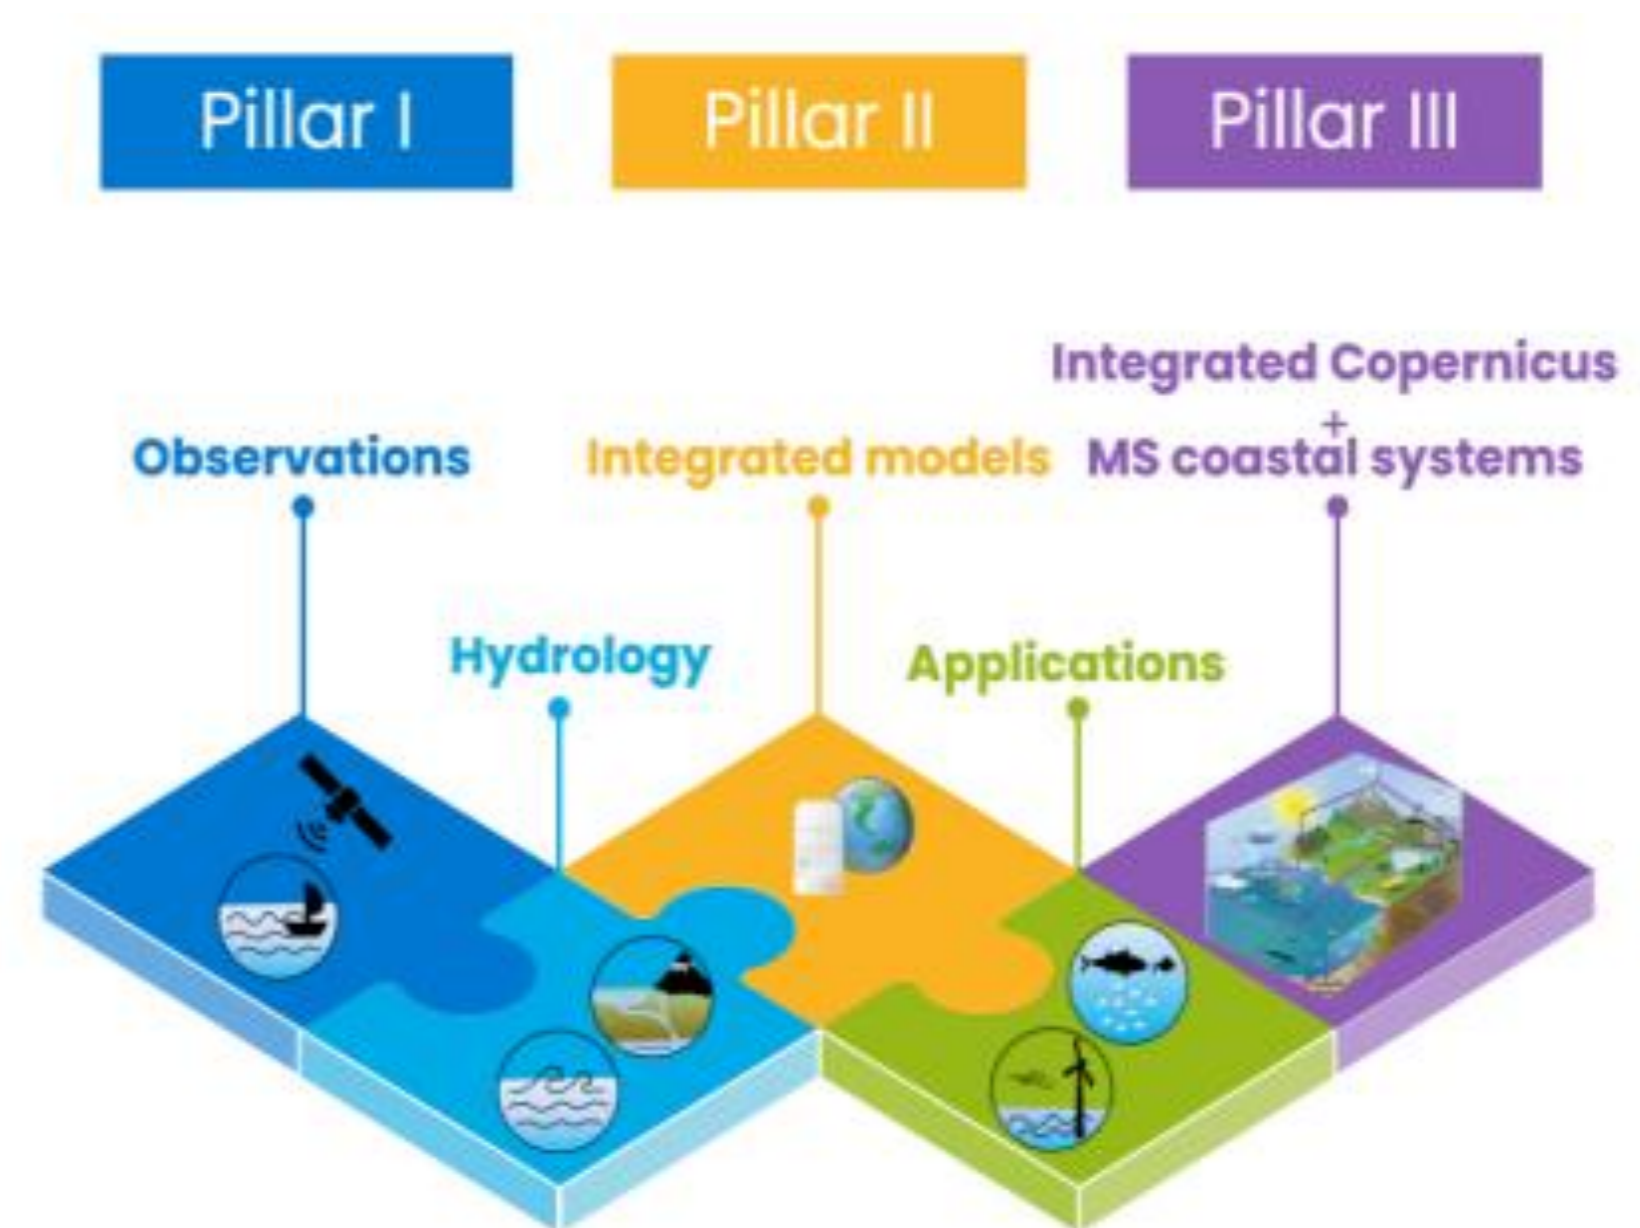 Pillar I
Pillar II
Pillar III
Integrated Copernicus
+
MS coastal systems
Observations
Integrated models
Hydrology
Applications